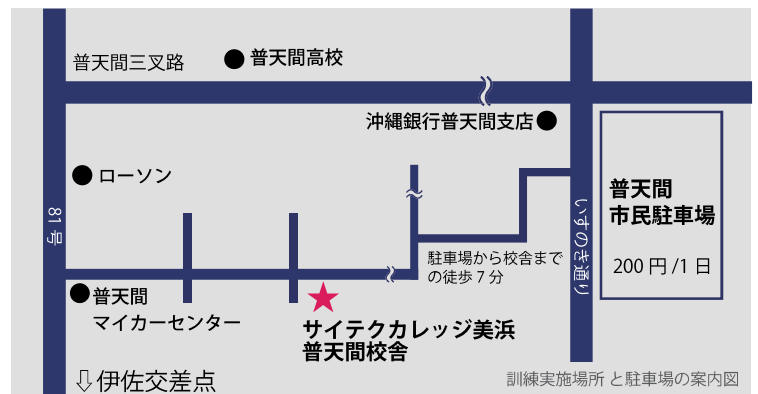 普天間三叉路
普天間高校
沖縄銀行普天間支店
ローソン
81号
いすのき通り
普天間
市民駐車場
200円/1日
駐車場から校舎まで
の徒歩7分
普天間
マイカーセンター
サイテクカレッジ美浜
普天間校舎
⇩伊佐交差点
訓練実施場所と駐車場の案内図